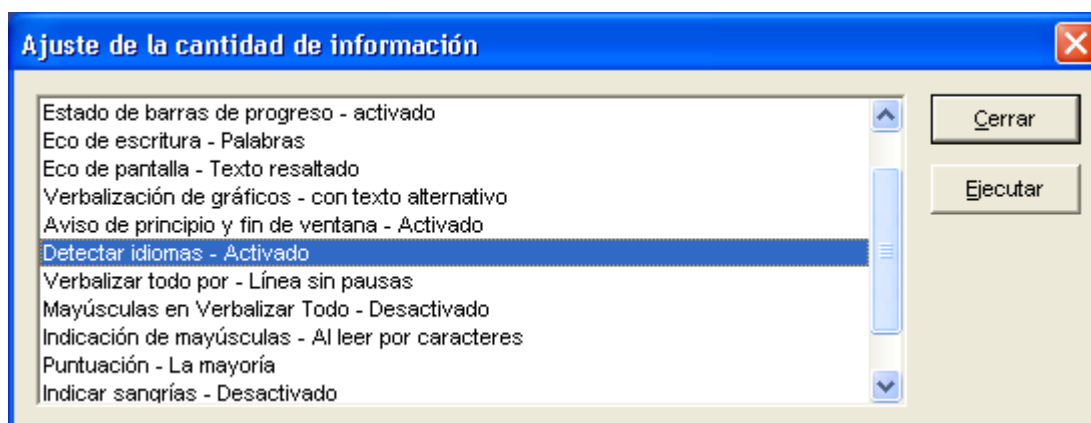 Ajuste de la cantidad de información
Estado de barras de progreso - activado
Eco de escritura - Palabras
Eco de pantalla - Texto resaltado
Verbalización de gráficos - con texto alternativo
Aviso de principio y fin de ventana - Activado
Detectar idiomas - Activado
Verbalizar todo por - Línea sin pausas
Mayúsculas en Verbalizar Todo - Desactivado
Indicación de mayúsculas - Al leer por caracteres
Puntuación - La mayoría
Indicar sangrías - Desactivado
Cerrar
Ejecutar